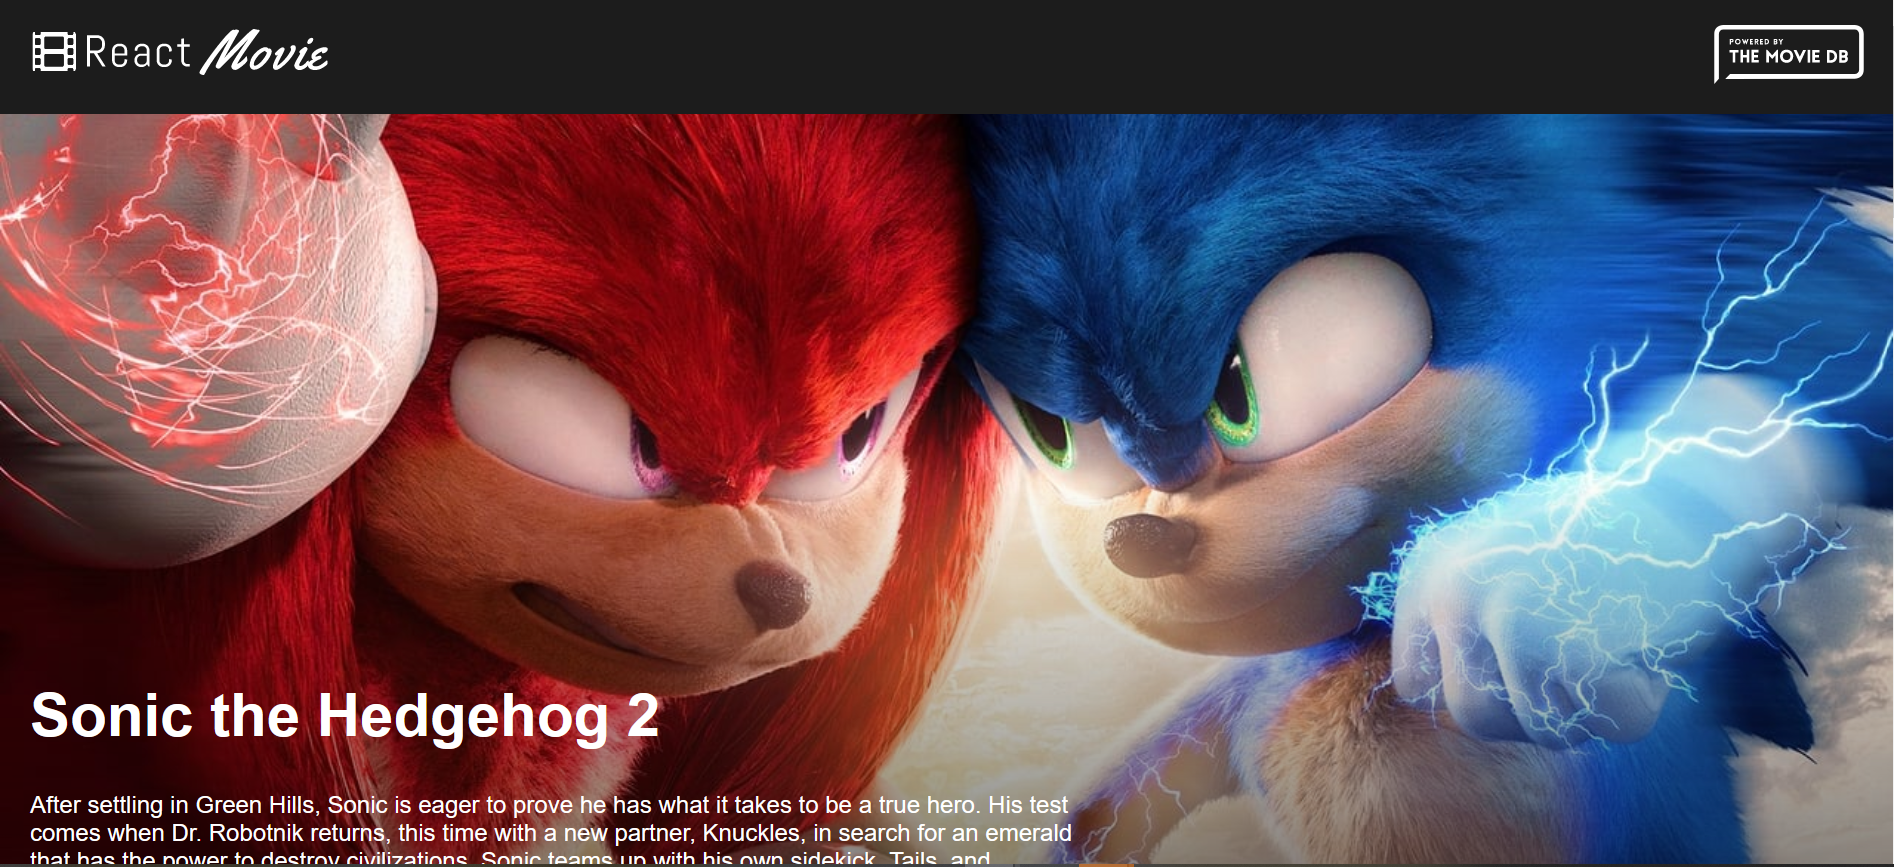 React Movie
POWERED BY
THE MOVIE DB
Sonic the Hedgehog 2
After settling in Green Hills, Sonic is eager to prove he has what it takes to be a true hero. His test
comes when Dr. Robotnik returns, this time with a new partner, Knuckles, in search for an emerald
that has the power to destroy civilizations. Sonic teams up with his own sidekick, Tails, and